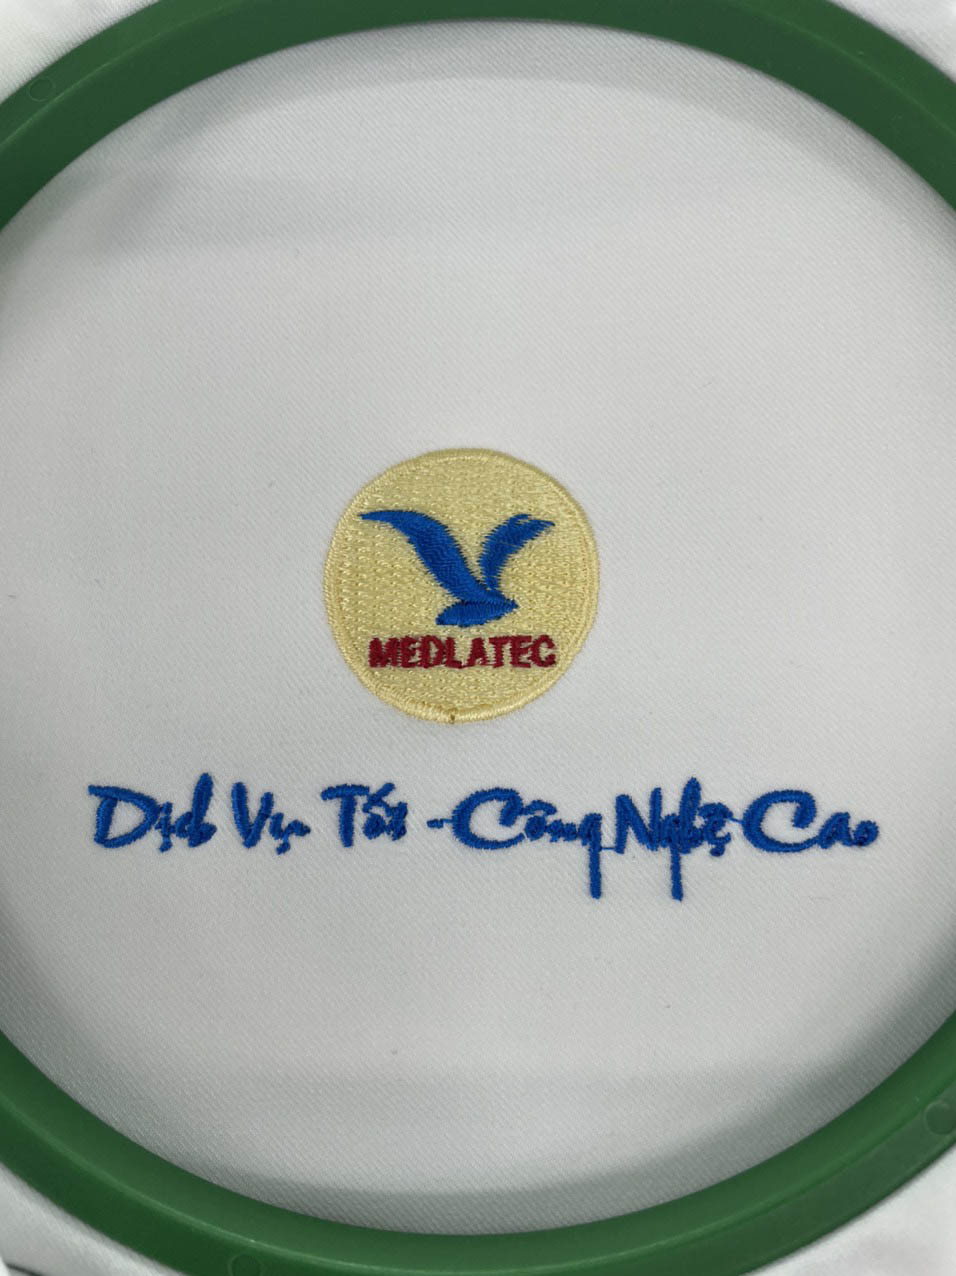 MEDLATEC
Dịch Vụ Tốt - Công Nghệ Cao